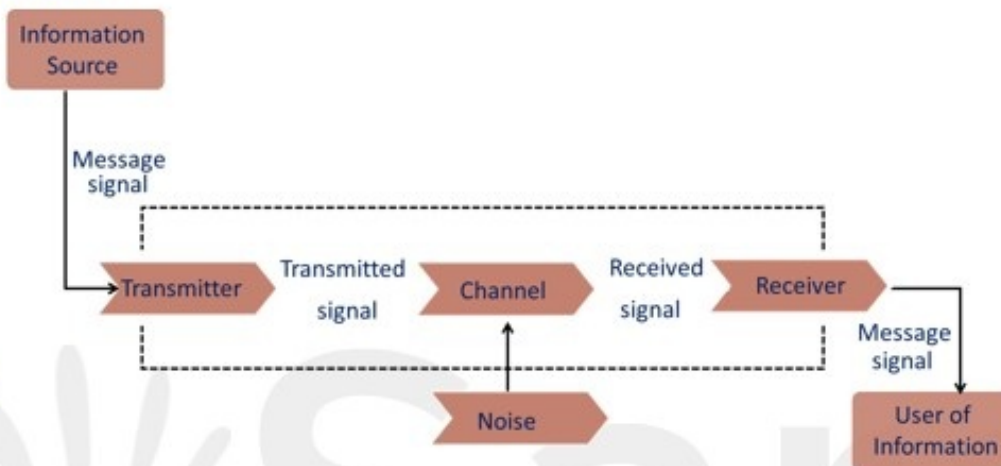 Information
Source
Message
signal
Transmitter
Transmitted
signal
Channel
Received
signal
Receiver
Message
signal
Noise
User of
Information